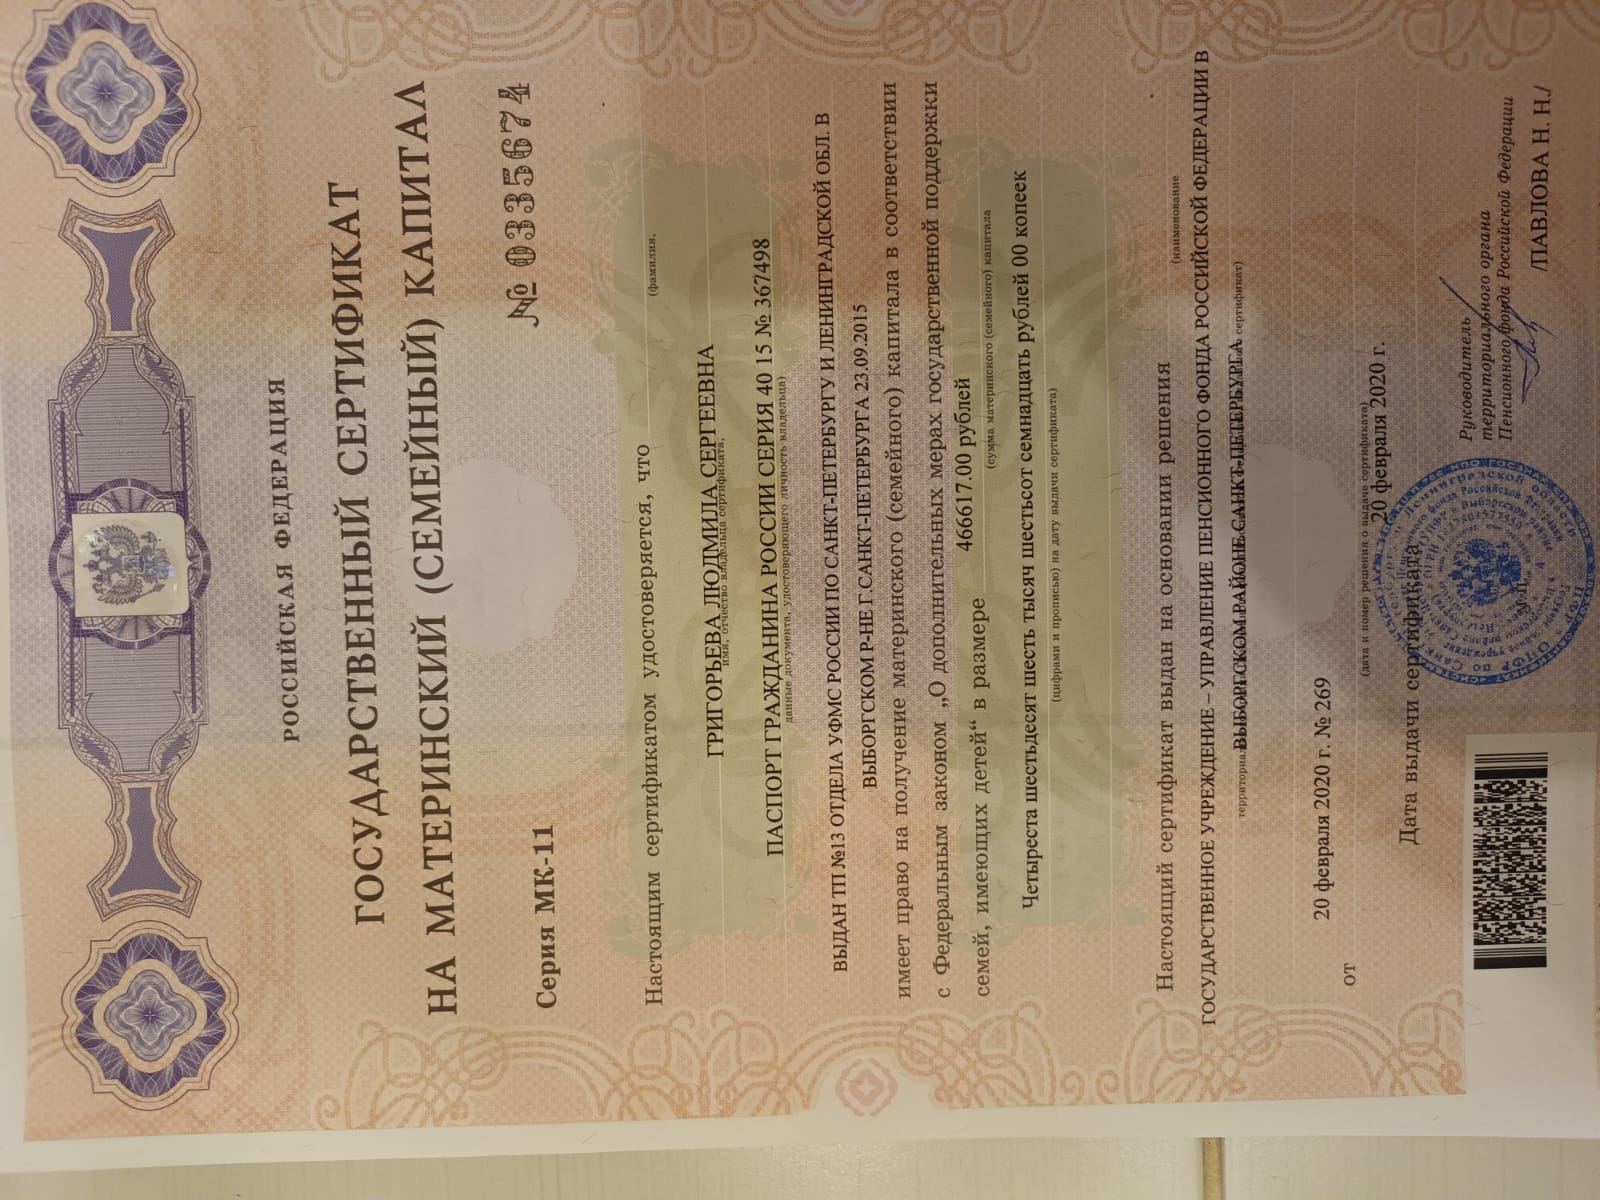 РОССИЙСКАЯ ФЕДЕРАЦИЯ
ГОСУДАРСТВЕННЫЙ СЕРТИФИКАТ
НА МАТЕРИНСКИЙ (СЕМЕЙНЫЙ) КАПИТАЛ
Серия МК-11 № 0335674
Настоящим сертификатом удостоверяется, что
(фамилия,
ГРИГОРЬЕВА ЛЮДМИЛА СЕРГЕЕВНА
имя, отчество владельца сертификата,
ПАСПОРТ ГРАЖДАНИНА РОССИИ СЕРИЯ 40 15 № 367498
данные документа, удостоверяющего личность владельца)
ВЫДАН ТП №13 ОТДЕЛА УФМС РОССИИ ПО САНКТ-ПЕТЕРБУРГУ И ЛЕНИНГРАДСКОЙ ОБЛ. В
ВЫБОРГСКОМ Р-НЕ Г.САНКТ-ПЕТЕРБУРГА 23.09.2015
имеет право на получение материнского (семейного) капитала в соответствии
с Федеральным законом „О дополнительных мерах государственной поддержки
семей, имеющих детей“ в размере 466617.00 рублей
(сумма материнского (семейного) капитала
Четыреста шестьдесят шесть тысяч шестьсот семнадцать рублей 00 копеек
(цифрами и прописью) на дату выдачи сертификата)
Настоящий сертификат выдан на основании решения
(наименование
ГОСУДАРСТВЕННОЕ УЧРЕЖДЕНИЕ – УПРАВЛЕНИЕ ПЕНСИОННОГО ФОНДА РОССИЙСКОЙ ФЕДЕРАЦИИ В
ВЫБОРГСКОМ РАЙОНЕ САНКТ-ПЕТЕРБУРГА
сертификат)
20 февраля 2020 г. № 269
от
(дата и номер решения о выдаче сертификата)
Дата выдачи сертификата 20 февраля 2020 г.
Руководитель
территориального органа
Пенсионного фонда Российской Федерации
/ПАВЛОВА Н. Н./
М.П.